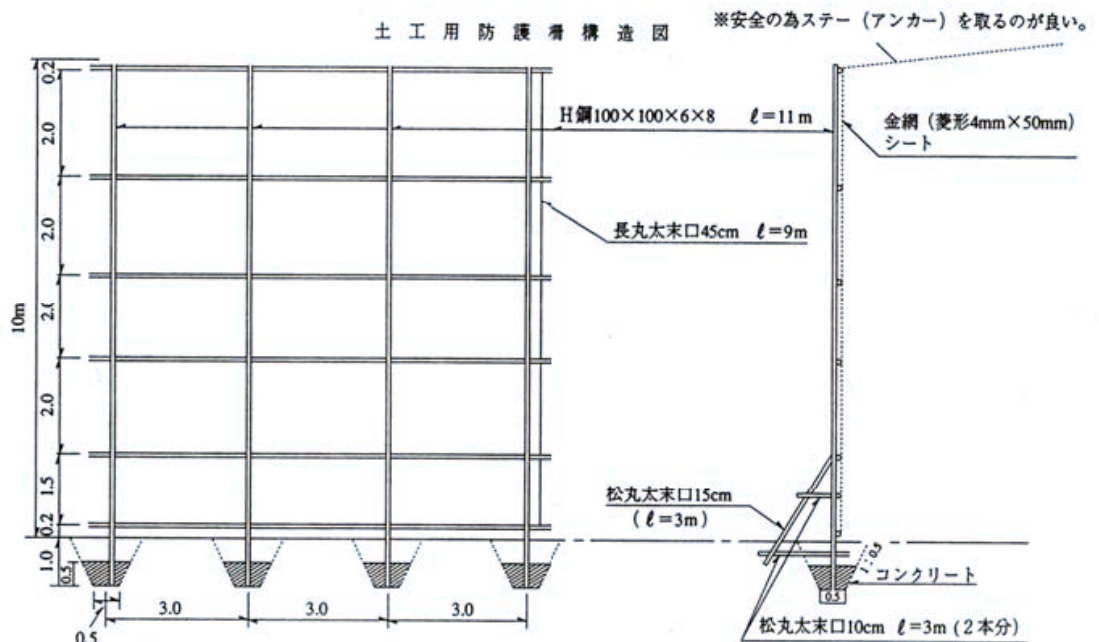 土工用防護柵構造図
※安全の為ステー（アンカー）を取るのが良い。
H鋼100×100×6×8　ℓ＝11m
金網（菱形4mm×50mm）
シート
長丸太末口45cm　ℓ＝9m
10m
0.2
2.0
2.0
2.0
2.0
1.5
0.2
1.0
0.5
0.5
3.0
3.0
3.0
松丸太末口15cm
（ℓ＝3m）
1:0.5
コンクリート
0.5
松丸太末口10cm　ℓ＝3m（2本分）